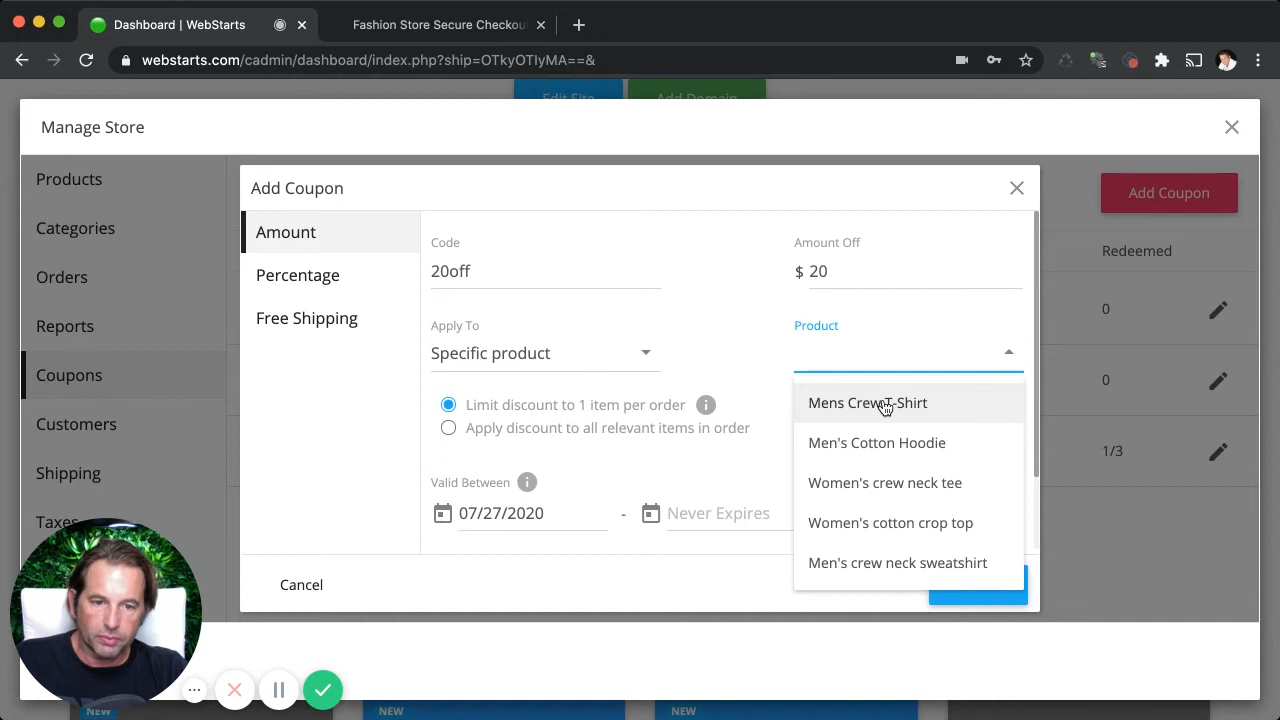 Dashboard | WebStarts
Fashion Store Secure Checkou
webstarts.com/cadmin/dashboard/index.php?ship=OTkyOTIyMA==&
Edit Site
Add Domain
Manage Store
Products
Categories
Orders
Reports
Coupons
Customers
Shipping
Taxes
Add Coupon
Redeemed
0
0
1/3
Add Coupon
Amount
Percentage
Free Shipping
Code
20off
Amount Off
$ 20
Apply To
Specific product
Product
Limit discount to 1 item per order
Apply discount to all relevant items in order
Valid Between
07/27/2020 - Never Expires
Mens Crew T-Shirt
Men's Cotton Hoodie
Women's crew neck tee
Women's cotton crop top
Men's crew neck sweatshirt
Cancel
NEW
NEW
NEW